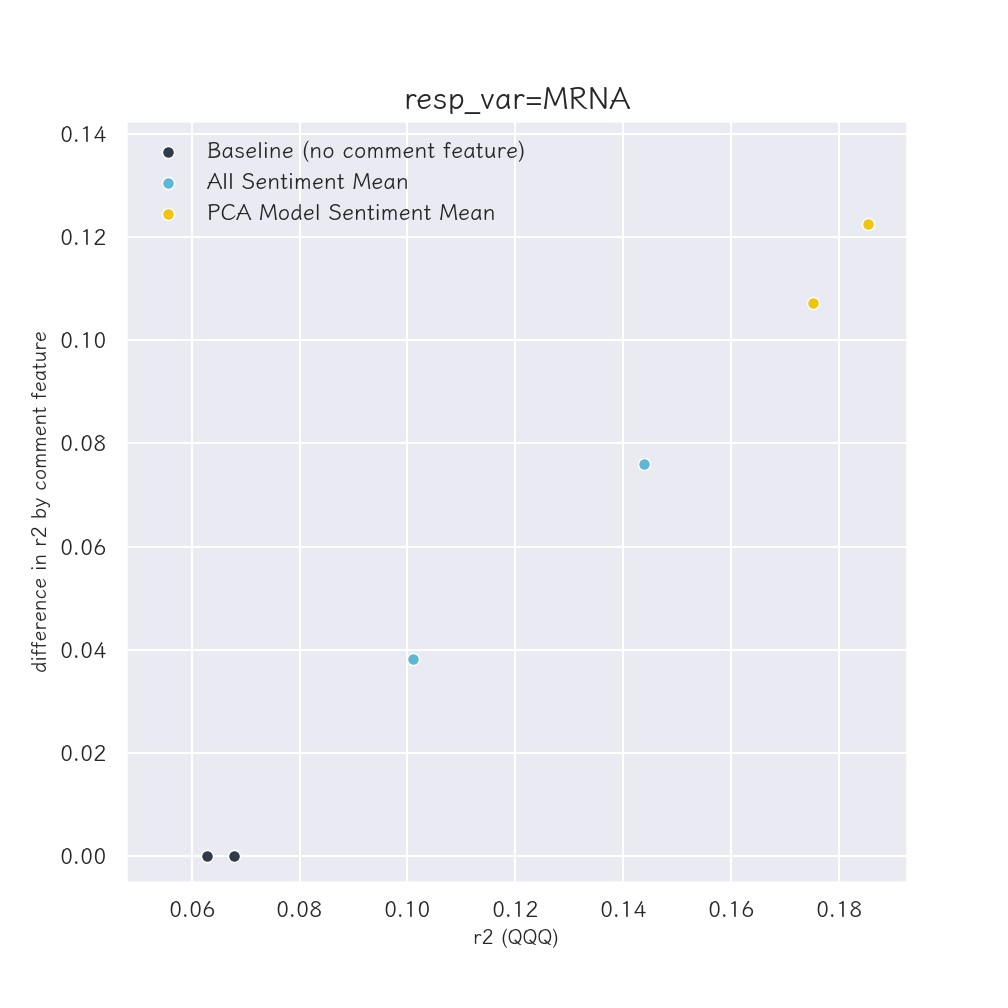 resp_var=MRNA
Baseline (no comment feature)
All Sentiment Mean
PCA Model Sentiment Mean
difference in r2 by comment feature
0.14
0.12
0.10
0.08
0.06
0.04
0.02
0.00
0.06 0.08 0.10 0.12 0.14 0.16 0.18
r2 (QQQ)